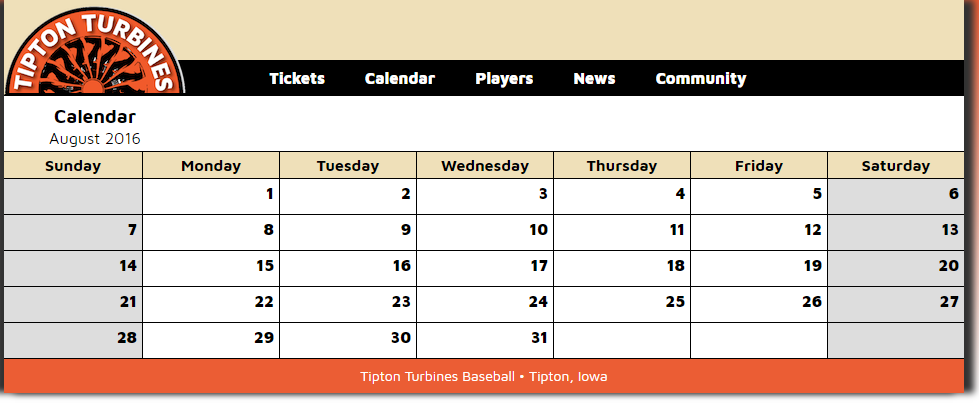 TIPTON TURBINES
Tickets Calendar Players News Community
Calendar
August 2016
Sunday Monday Tuesday Wednesday Thursday Friday Saturday
1 2 3 4 5 6
7 8 9 10 11 12 13
14 15 16 17 18 19 20
21 22 23 24 25 26 27
28 29 30 31
Tipton Turbines Baseball • Tipton, Iowa